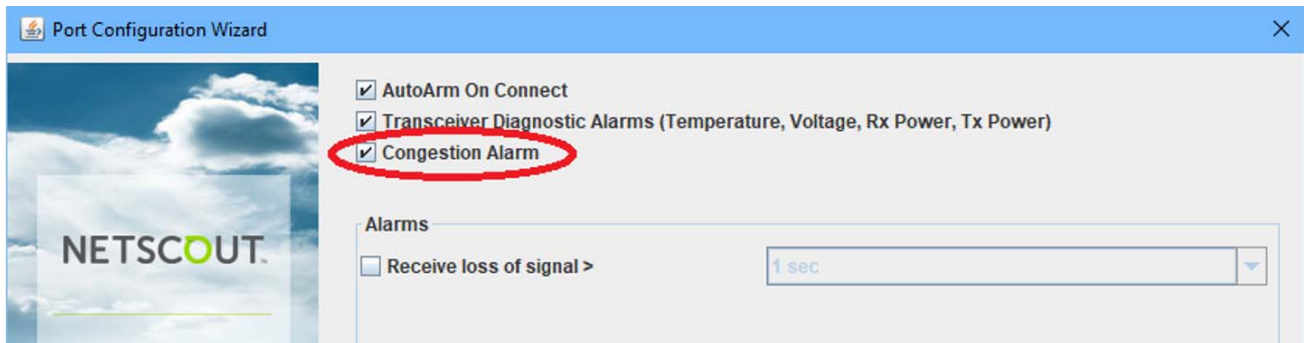 Port Configuration Wizard
AutoArm On Connect
Transceiver Diagnostic Alarms (Temperature, Voltage, Rx Power, Tx Power)
Congestion Alarm
NETSCOUT.
Alarms
Receive loss of signal >
1 sec